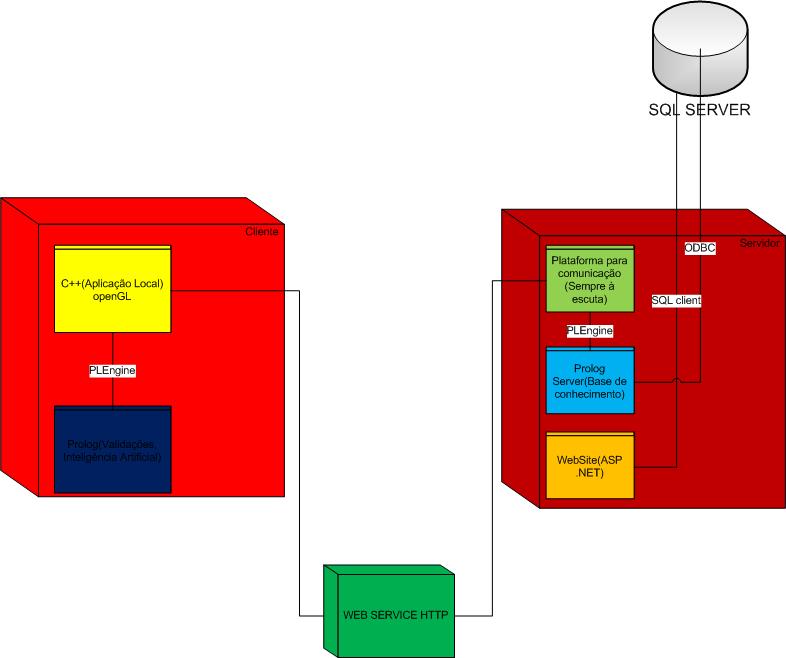 SQL SERVER
Cliente
Servidor
C++(Aplicação Local)
openGL
Plataforma para
comunicação
(Sempre à
escuta)
ODBC
SQL client
PLEngine
PLEngine
Prolog
Server(Base de
conhecimento)
Prolog(Validações,
Inteligência Artificial)
WebSite(ASP
.NET)
WEB SERVICE HTTP